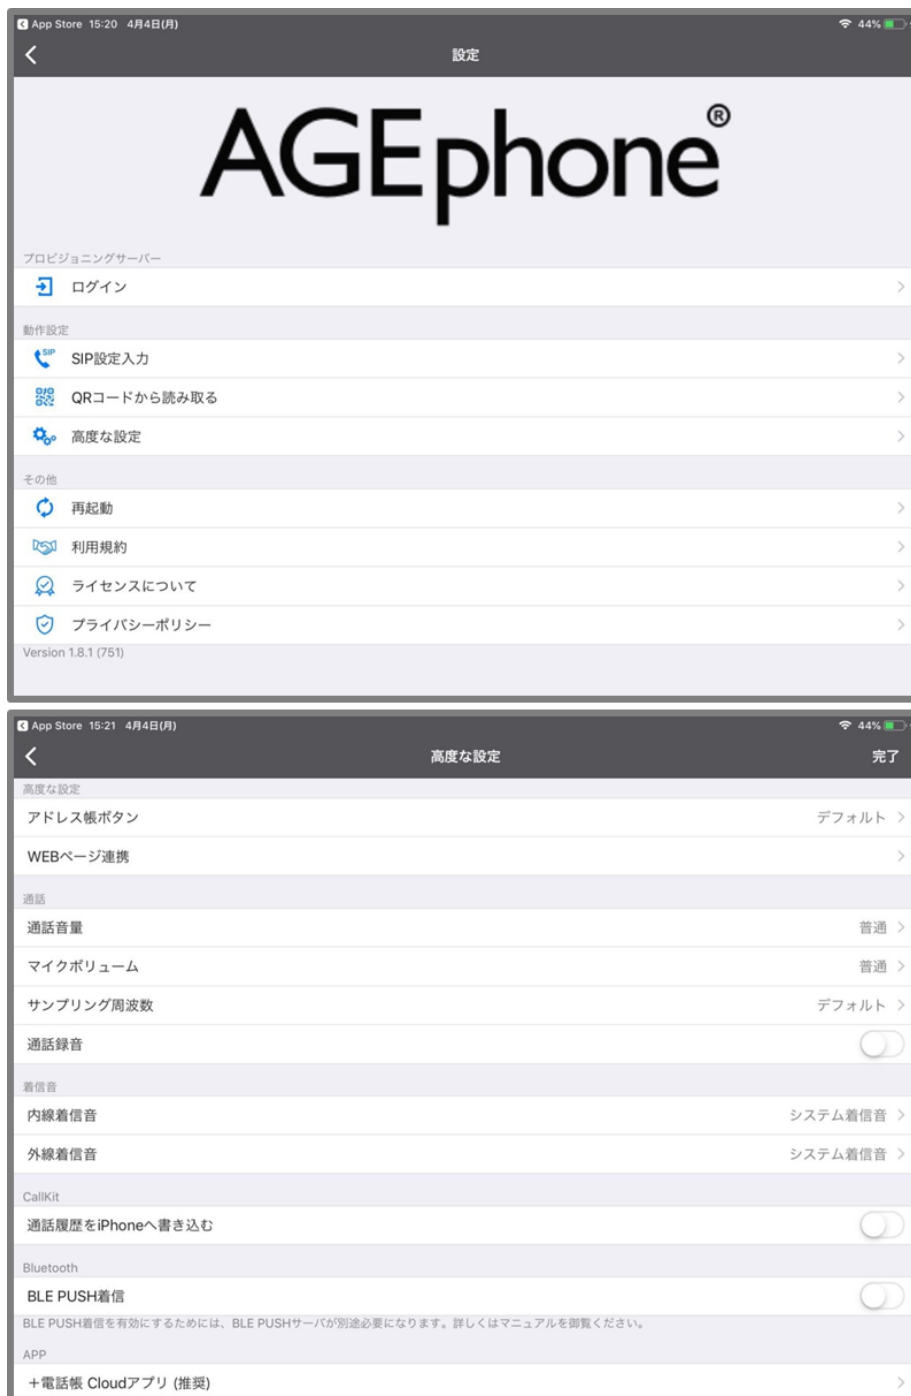 App Store 15:20 4月4日(月) 44%
設定
AGEphone®
プロビジョニングサーバー
ログイン
動作設定
SIP SIP設定入力
QRコードから読み取る
高度な設定
その他
再起動
利用規約
ライセンスについて
プライバシーポリシー
Version 1.8.1 (751)
App Store 15:21 4月4日(月) 44%
高度な設定 完了
高度な設定
アドレス帳ボタン デフォルト
WEBページ連携
通話
通話音量 普通
マイクボリューム 普通
サンプリング周波数 デフォルト
通話録音
着信音
内線着信音 システム着信音
外線着信音 システム着信音
CallKit
通話履歴をiPhoneへ書き込む
Bluetooth
BLE PUSH着信
BLE PUSH着信を有効にするためには、BLE PUSHサーバが別途必要になります。詳しくはマニュアルを御覧ください。
APP
＋電話帳 Cloudアプリ (推奨)